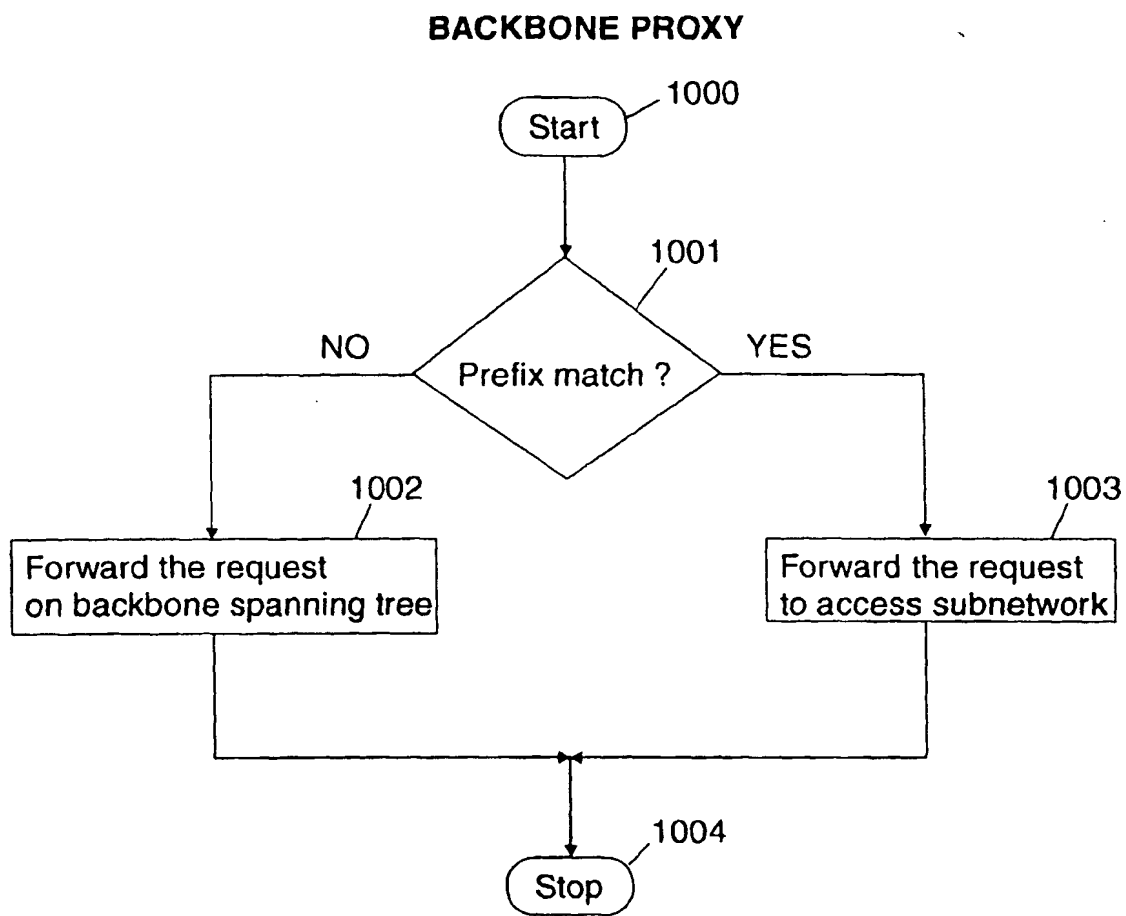 BACKBONE PROXY
1000
Start
1001
NO
YES
Prefix match ?
1002
1003
Forward the request
on backbone spanning tree
Forward the request
to access subnetwork
1004
Stop